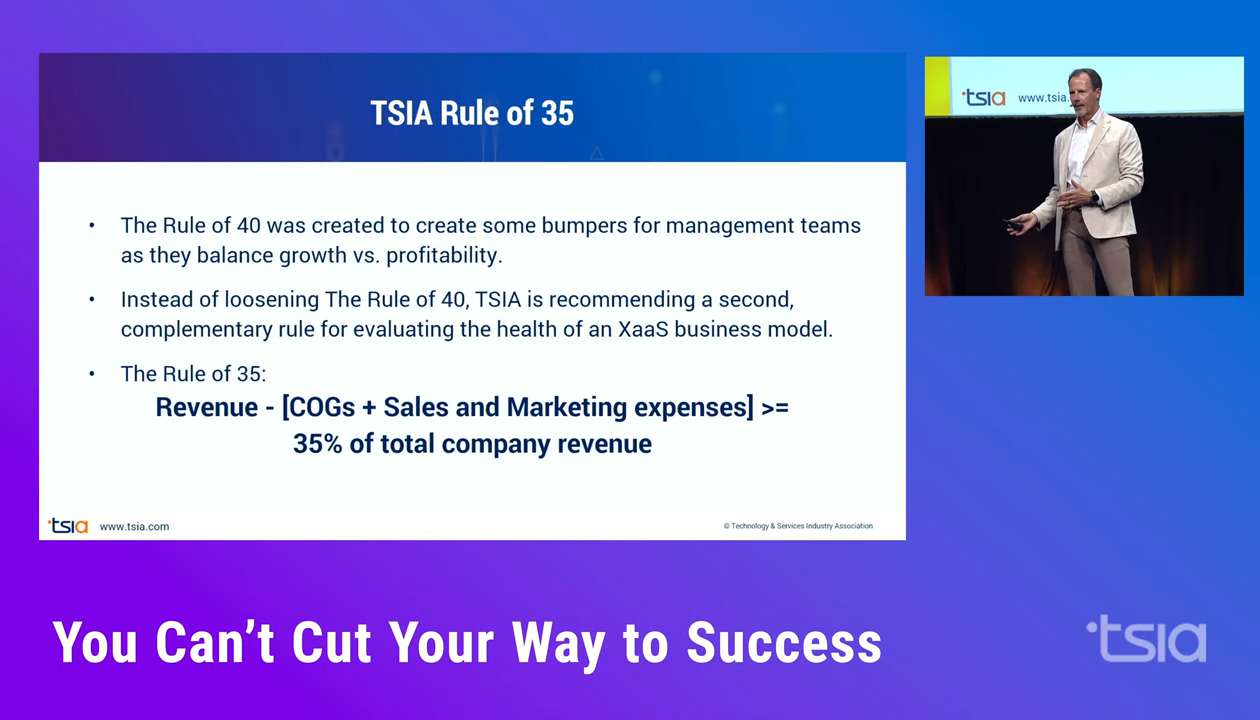 TSIA Rule of 35
• The Rule of 40 was created to create some bumpers for management teams
as they balance growth vs. profitability.
• Instead of loosening The Rule of 40, TSIA is recommending a second,
complementary rule for evaluating the health of an XaaS business model.
• The Rule of 35:
Revenue - [COGs + Sales and Marketing expenses] >=
35% of total company revenue
tsia www.tsia.com
© Technology & Services Industry Association
tsia www.tsia.
You Can’t Cut Your Way to Success
tsia